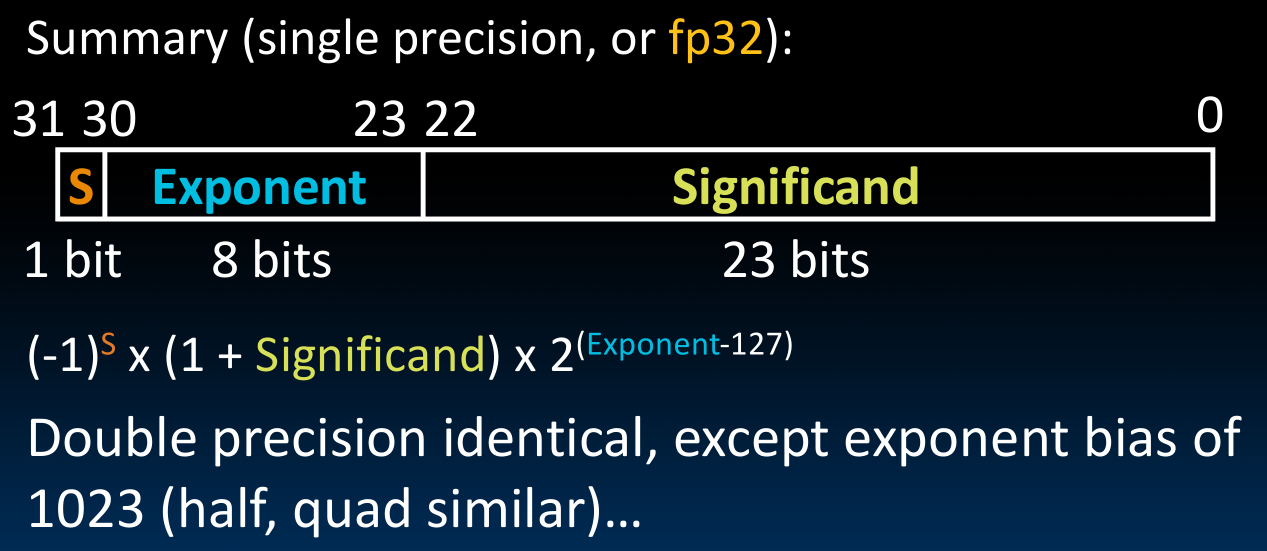 Summary (single precision, or fp32):
31 30 23 22 0
S Exponent Significand
1 bit 8 bits 23 bits
(-1)^S x (1 + Significand) x 2^(Exponent-127)
Double precision identical, except exponent bias of
1023 (half, quad similar)…